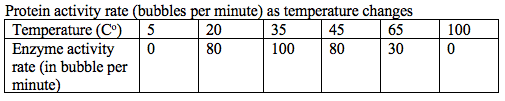 Protein activity rate (bubbles per minute) as temperature changes
Temperature (Cº) 5 20 35 45 65 100
Enzyme activity 0 80 100 80 30 0
rate (in bubble per
minute)